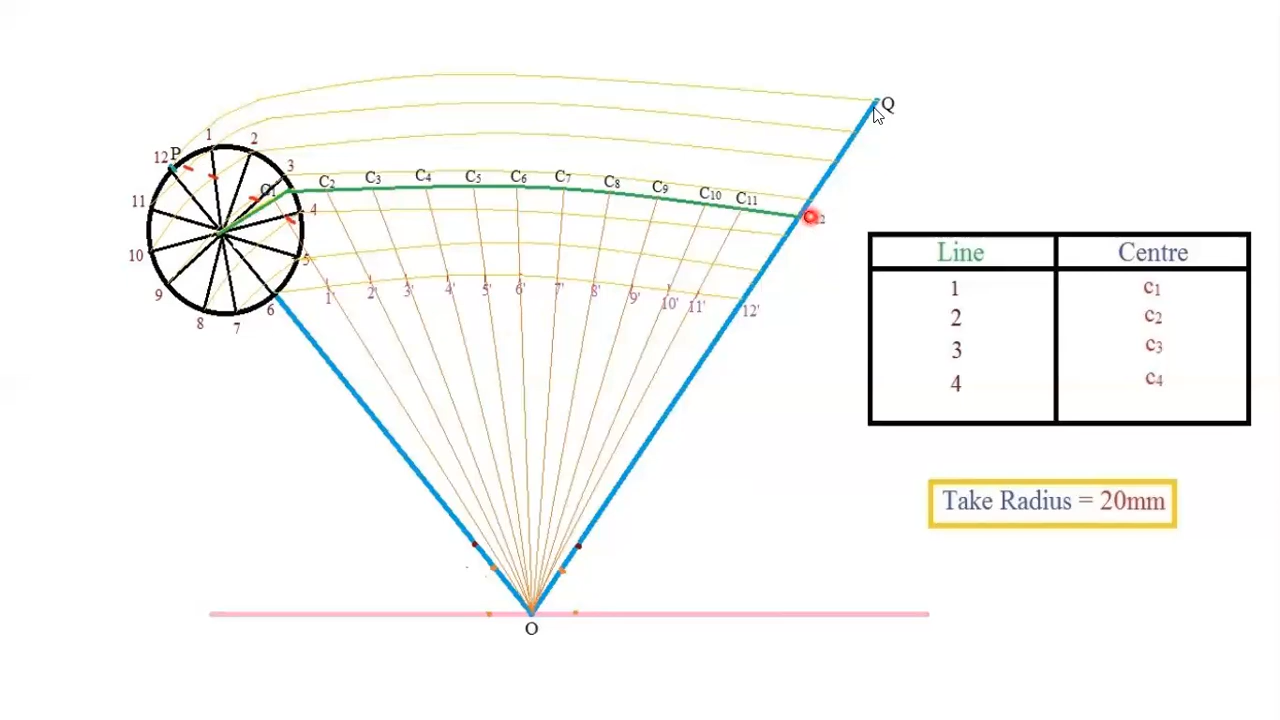 Q
1
2
12
P
3
C1
C2
C3
C4
C5
C6
C7
C8
C9
C10
C11
11
4
2
10
5
9
6
8
7
1'
2'
3'
4'
5'
6'
7'
8'
9'
10'
11'
12'
Line Centre
1 c1
2 c2
3 c3
4 c4
Take Radius = 20mm
O